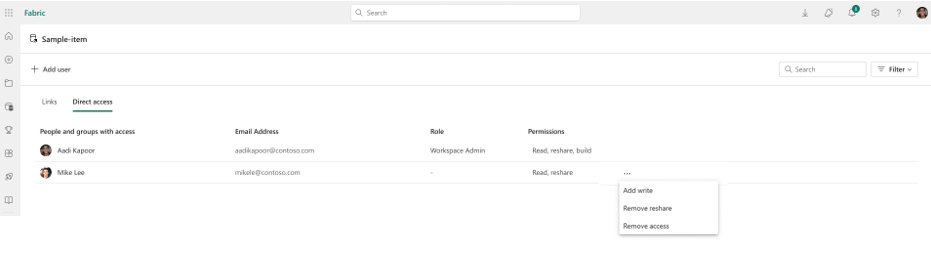 Fabric
Search
1
?
Sample-item
+ Add user
Search
Filter
Links Direct access
People and groups with access Email Address Role Permissions
Aadi Kapoor aadikapoor@contoso.com Workspace Admin Read, reshare, build
Mike Lee mikele@contoso.com - Read, reshare ...
Add write
Remove reshare
Remove access